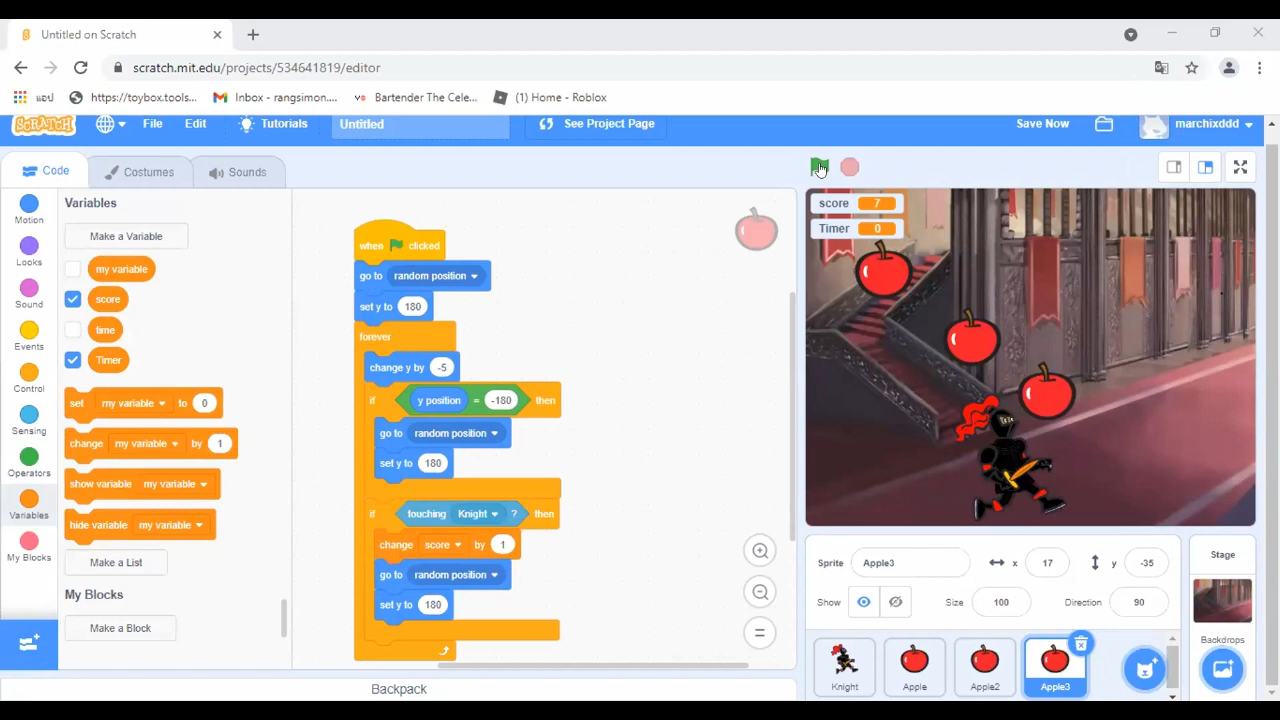 Untitled on Scratch
scratch.mit.edu/projects/534641819/editor
แอป https://toybox.tools... Inbox - rangsimon.... Bartender The Cele... (1) Home - Roblox
SCRATCH File Edit Tutorials Untitled See Project Page Save Now marchixddd
Code Costumes Sounds
Motion
Looks
Sound
Events
Control
Sensing
Operators
Variables
My Blocks
Variables
Make a Variable
my variable
score
time
Timer
set my variable to 0
change my variable by 1
show variable my variable
hide variable my variable
Make a List
My Blocks
Make a Block
when clicked
go to random position
set y to 180
forever
change y by -5
if y position = -180 then
go to random position
set y to 180
if touching Knight ? then
change score by 1
go to random position
set y to 180
Backpack
score 7
Timer 0
Sprite Apple3 x 17 y -35
Show Size 100 Direction 90
Knight Apple Apple2 Apple3
Stage
Backdrops